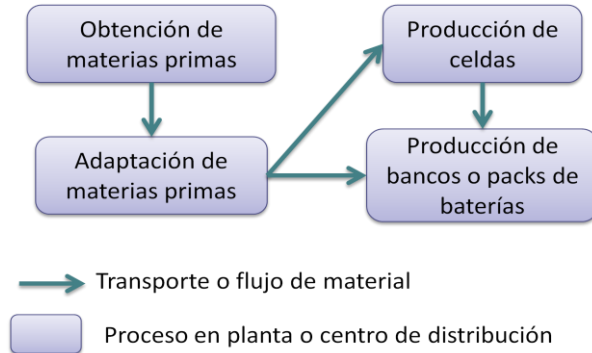 Obtención de
materias primas
Producción de
celdas
Adaptación de
materias primas
Producción de
bancos o packs de
baterías
Transporte o flujo de material
Proceso en planta o centro de distribución